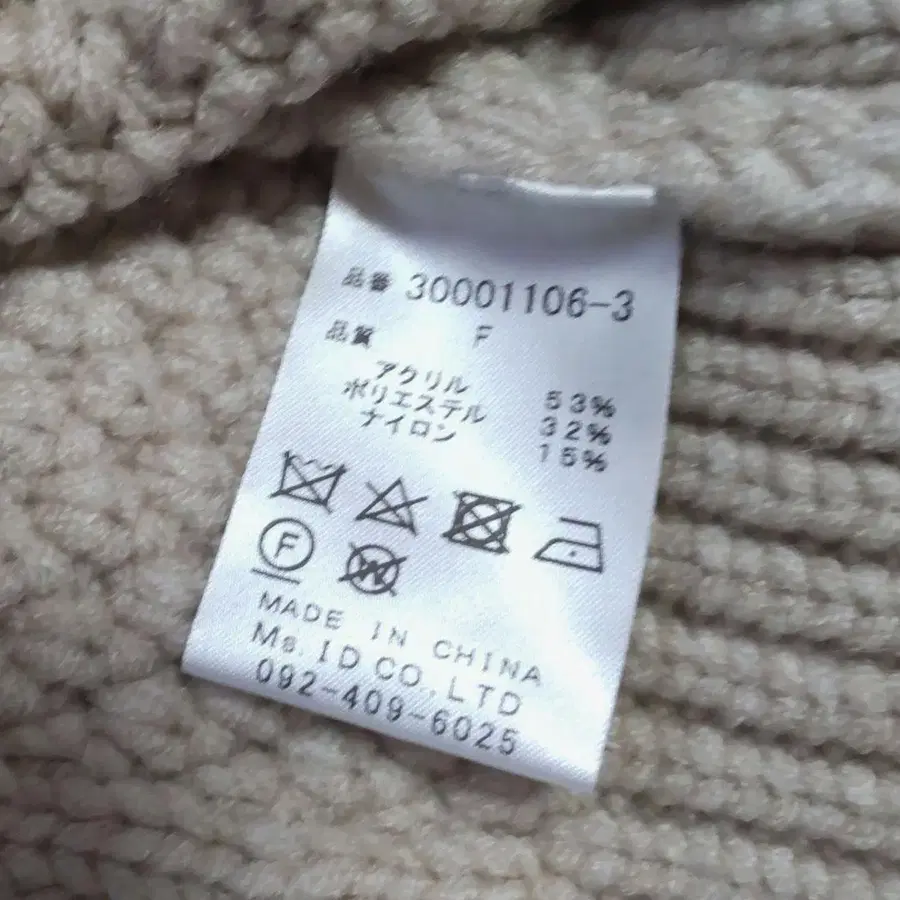 品番 30001106-3
品質 F
アクリル 53%
ポリエステル 32%
ナイロン 15%
F W
MADE IN CHINA
Ms. ID CO., LTD
092-409-6025